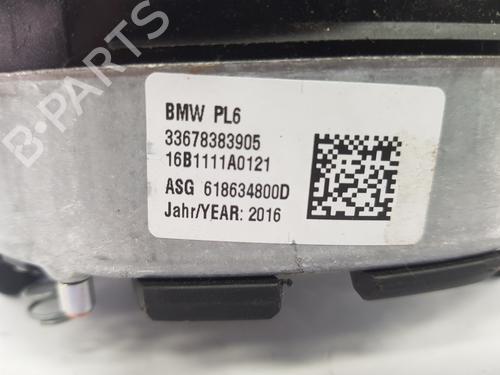 B-PARTS
BMW PL6
33678383905
16B1111A0121
ASG 618634800D
Jahr/YEAR: 2016